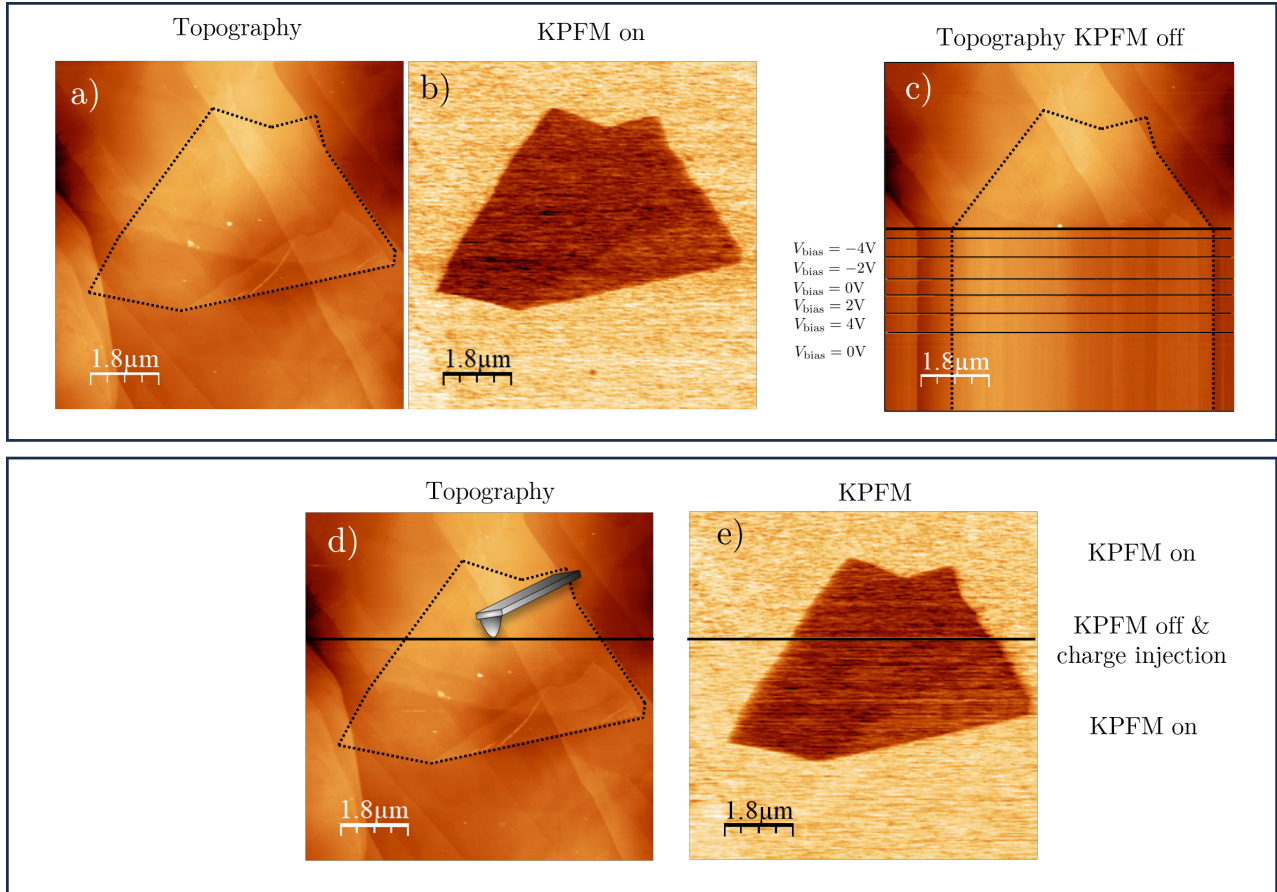 Topography
KPFM on
Topography KPFM off
a)
b)
c)
V_bias = −4V
V_bias = −2V
V_bias = 0V
V_bias = 2V
V_bias = 4V
V_bias = 0V
1.8µm
1.8µm
1.8µm
Topography
KPFM
d)
e)
KPFM on
KPFM off &
charge injection
KPFM on
1.8µm
1.8µm